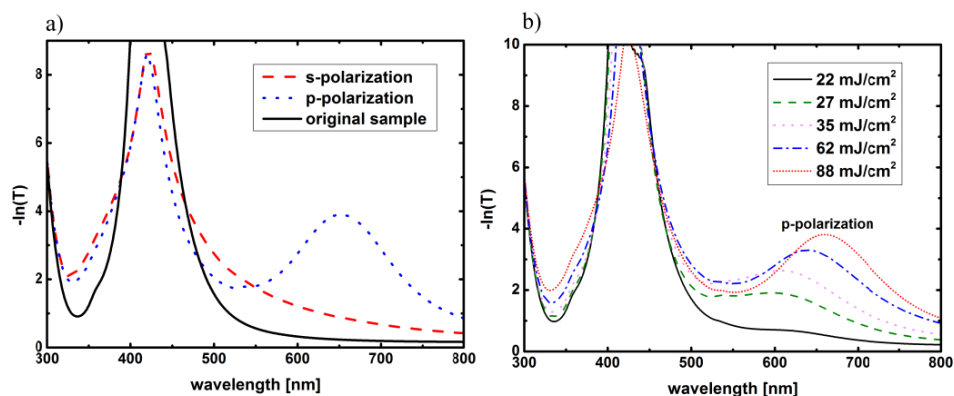 a)
-ln(T)
8
6
4
2
0
s-polarization
p-polarization
original sample
300 400 500 600 700 800
wavelength [nm]
b)
-ln(T)
10
8
6
4
2
0
22 mJ/cm²
27 mJ/cm²
35 mJ/cm²
62 mJ/cm²
88 mJ/cm²
p-polarization
300 400 500 600 700 800
wavelength [nm]